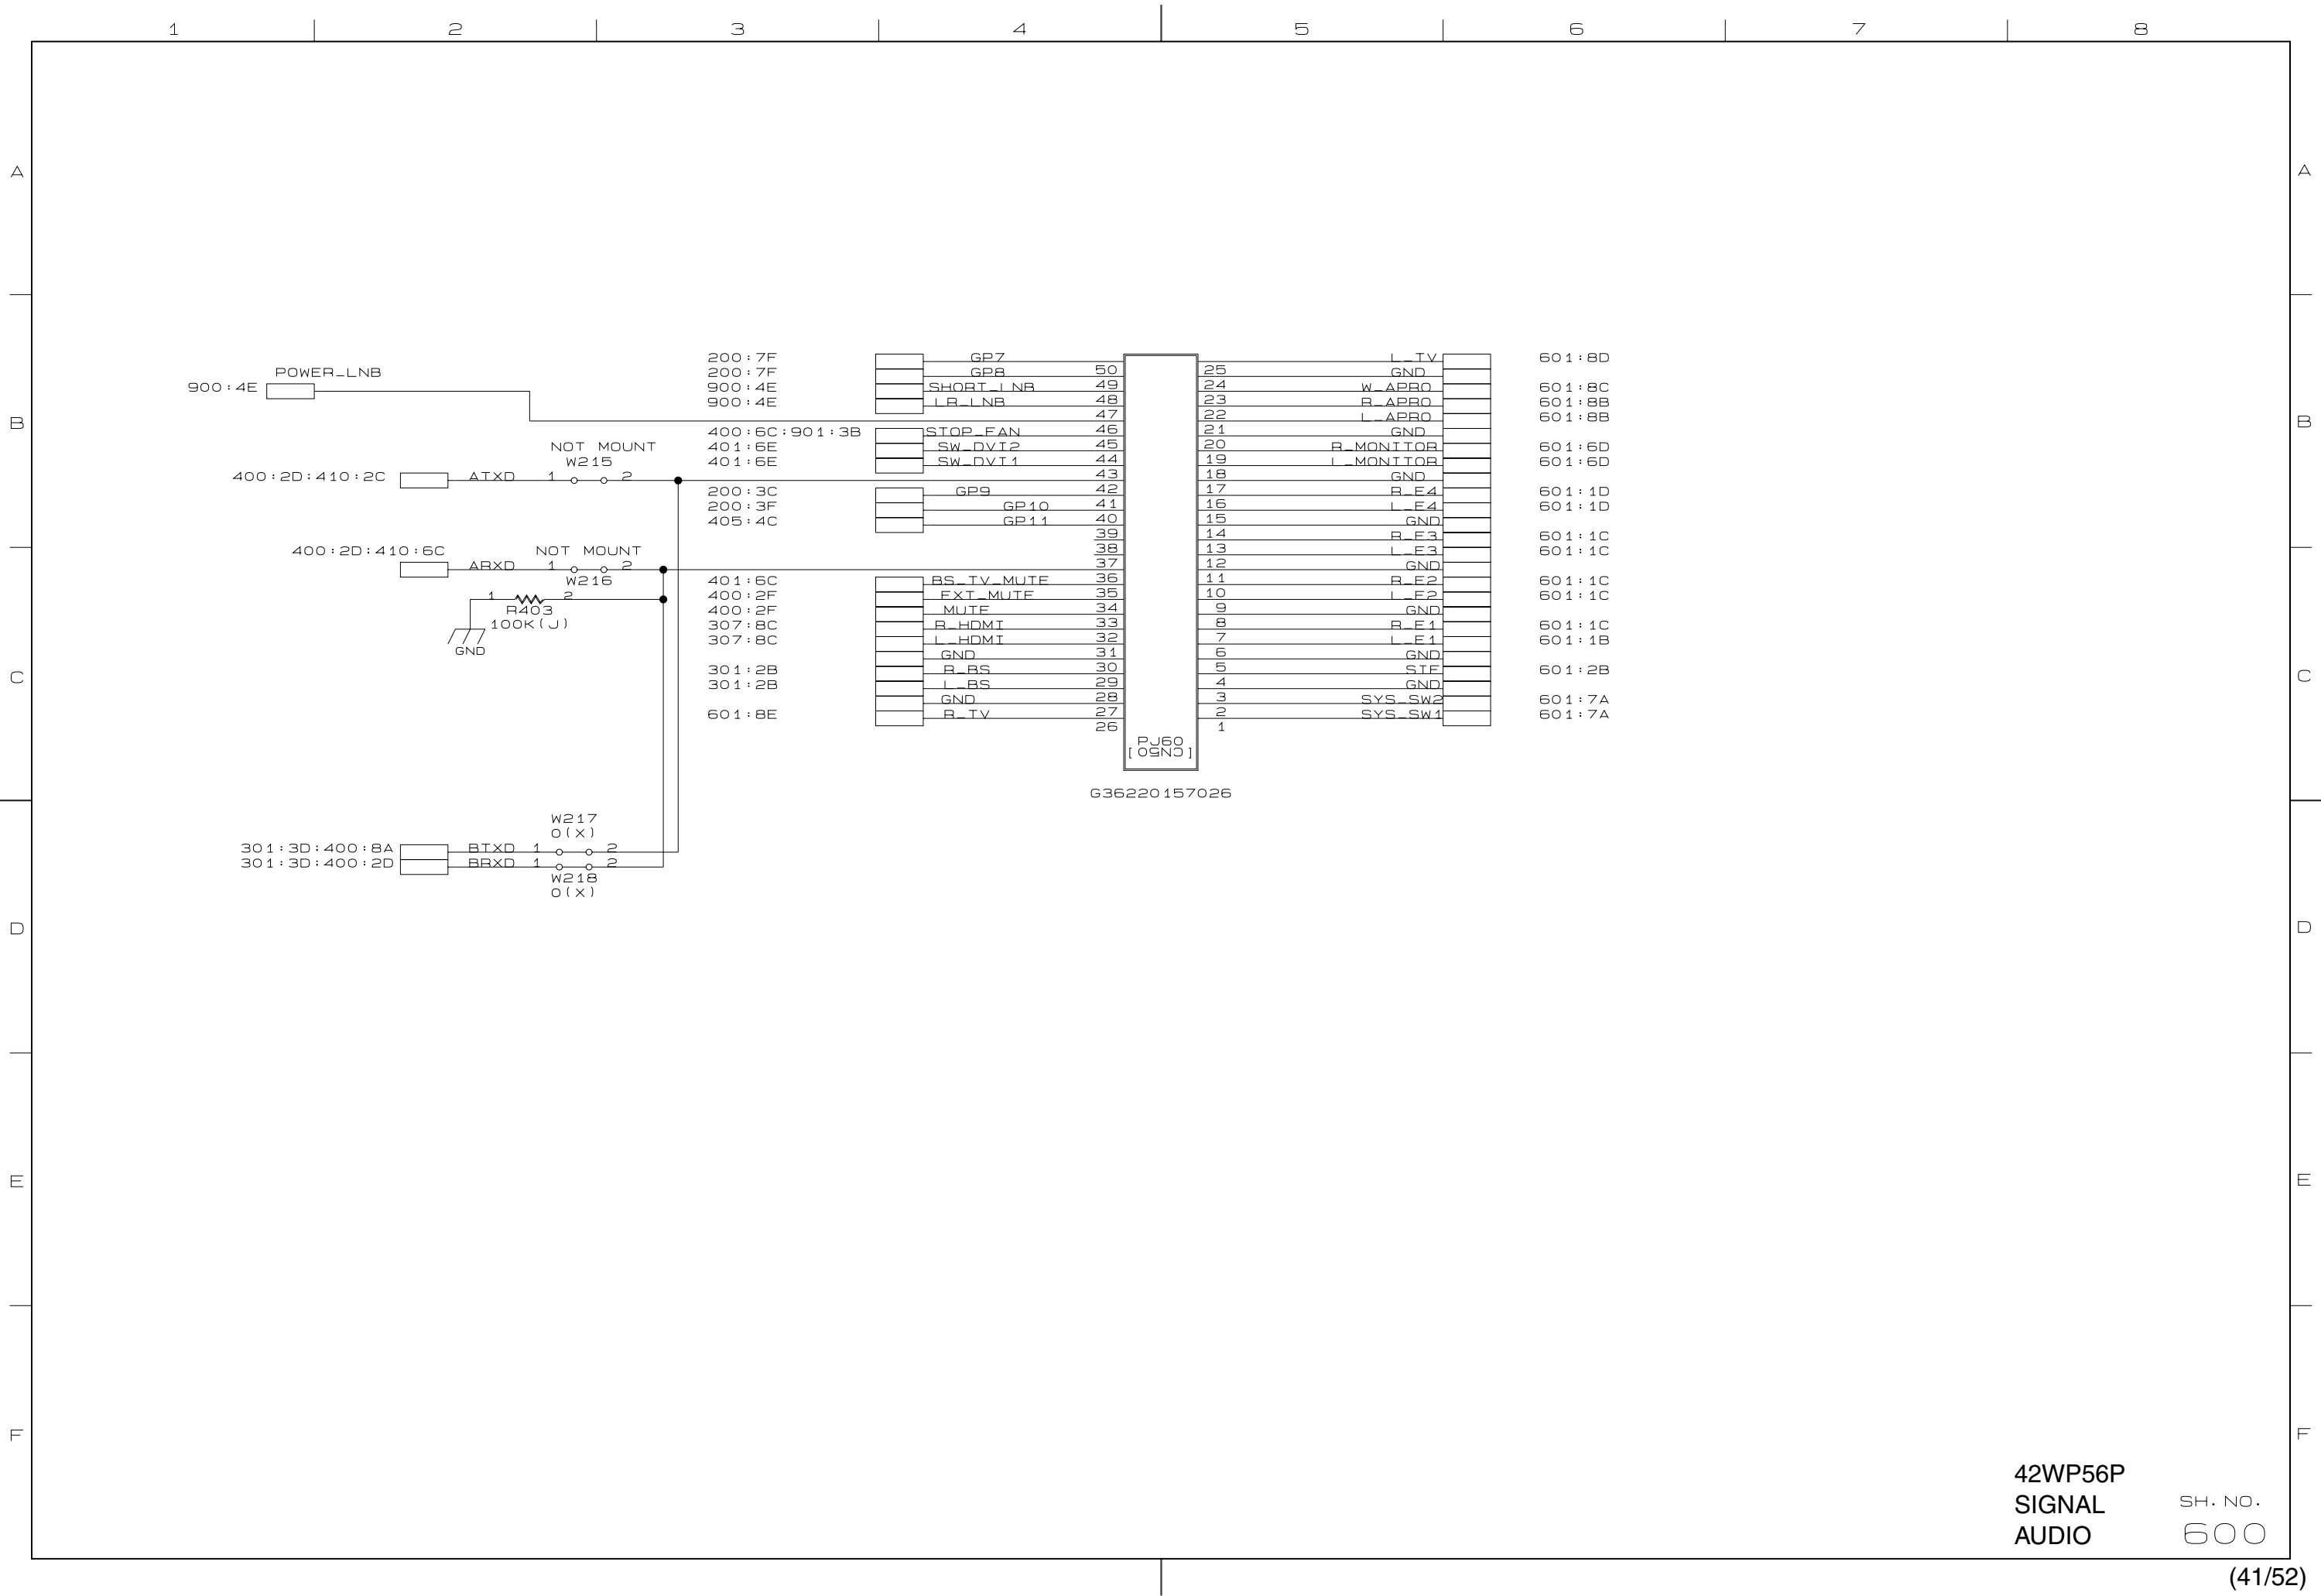 1 2 3 4 5 6 7 8
A A
B B
C C
D D
E E
F F
POWER_LNB
900:4E
NOT MOUNT
W215
400:2D:410:2C ATXD 1 2
400:2D:410:6C NOT MOUNT
ARXD 1 2
W216
1 2
R403
100K(J)
GND
W217
0(X)
301:3D:400:8A BTXD 1 2
301:3D:400:2D BRXD 1 2
W218
0(X)
200:7F GP7
200:7F GP8 50
900:4E SHORT_LNB 49
900:4E LR_LNB 48
47
400:6C:901:3B STOP_FAN 46
401:6E SW_DVI2 45
401:6E SW_DVI1 44
43
200:3C GP9 42
200:3F GP10 41
405:4C GP11 40
39
38
37
401:6C BS_TV_MUTE 36
400:2F EXT_MUTE 35
400:2F MUTE 34
307:8C R_HDMI 33
307:8C L_HDMI 32
GND 31
301:2B R_BS 30
301:2B L_BS 29
GND 28
601:8E R_TV 27
26
L_TV 601:8D
25 GND
24 W_APRO 601:8C
23 R_APRO 601:8B
22 L_APRO 601:8B
21 GND
20 R_MONITOR 601:6D
19 L_MONITOR 601:6D
18 GND
17 R_E4 601:1D
16 L_E4 601:1D
15 GND
14 R_E3 601:1C
13 L_E3 601:1C
12 GND
11 R_E2 601:1C
10 L_E2 601:1C
9 GND
8 R_E1 601:1C
7 L_E1 601:1B
6 GND
5 SIF 601:2B
4 GND
3 SYS_SW2 601:7A
2 SYS_SW1 601:7A
1
PJ60
[CN50]
G36220157026
42WP56P
SIGNAL SH.NO.
AUDIO 600
(41/52)